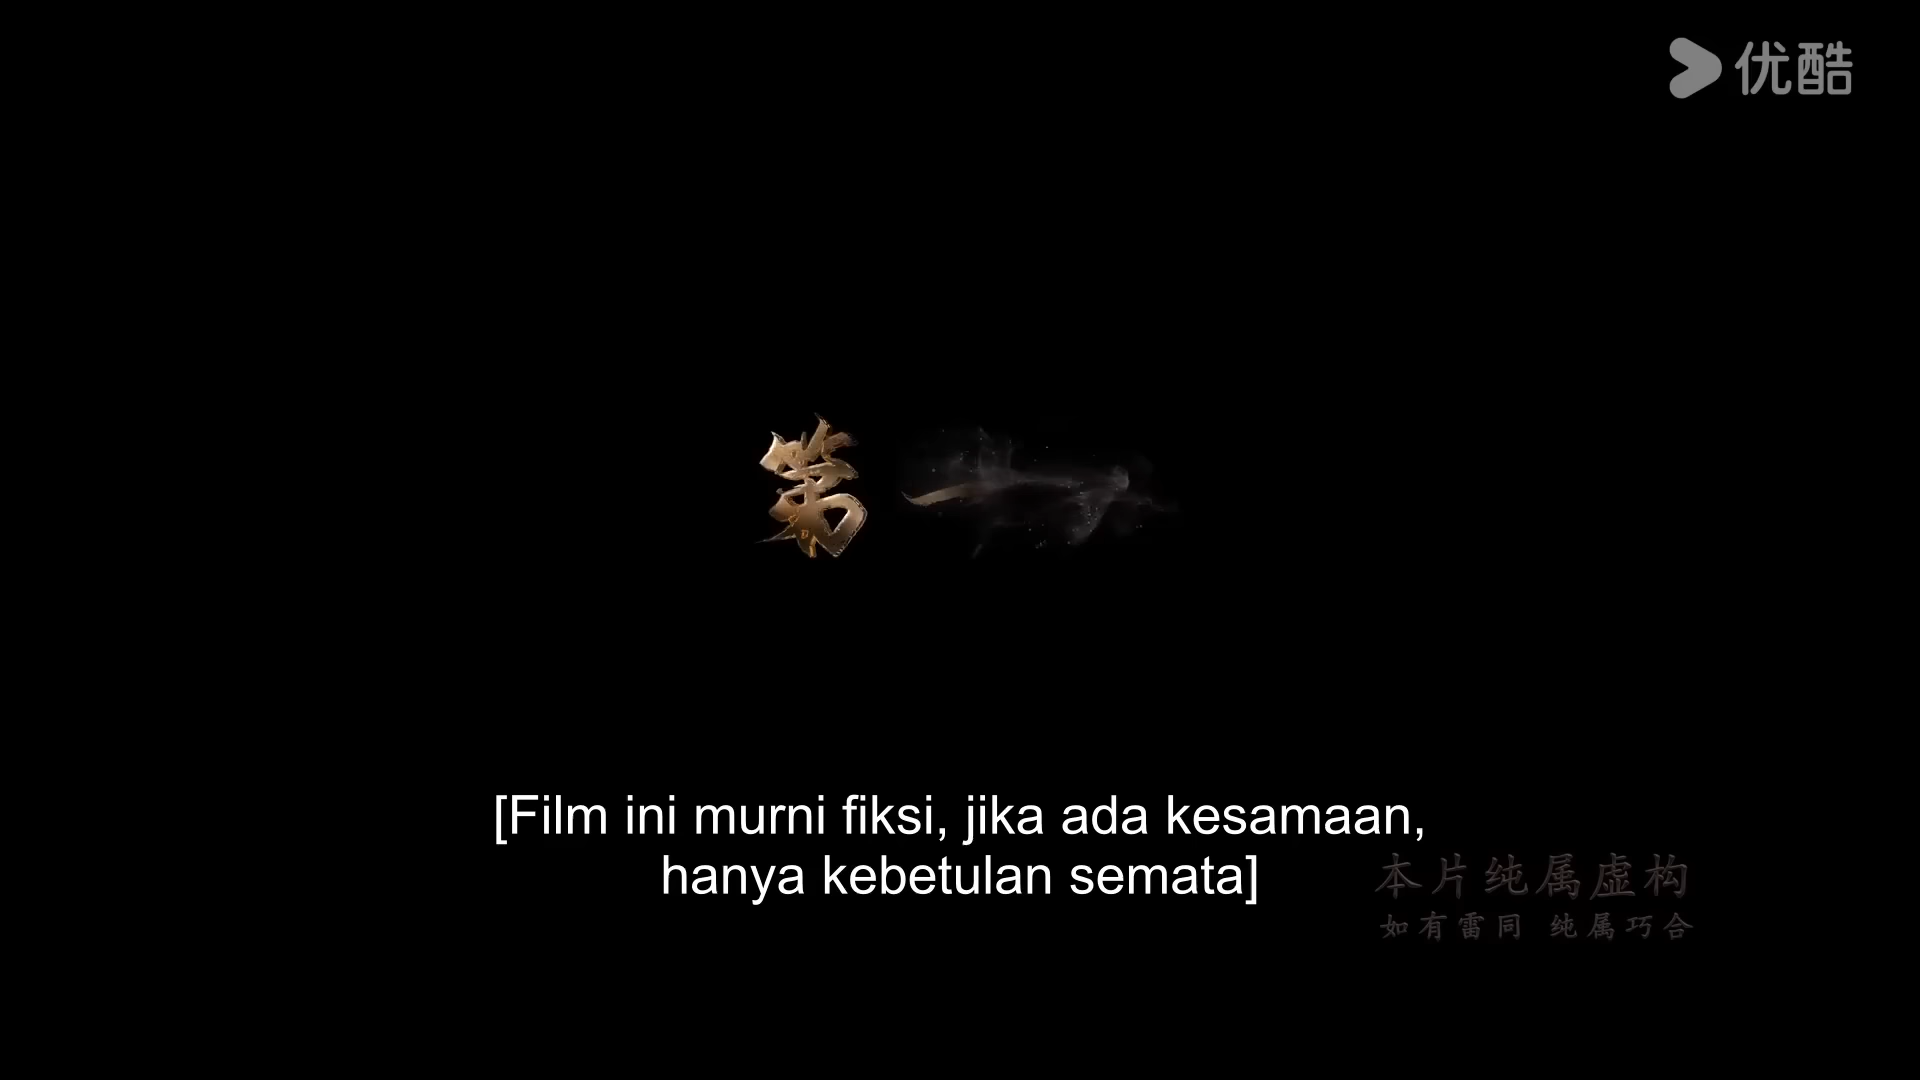 优酷
第一
[Film ini murni fiksi, jika ada kesamaan,
hanya kebetulan semata]
本片纯属虚构
如有雷同 纯属巧合